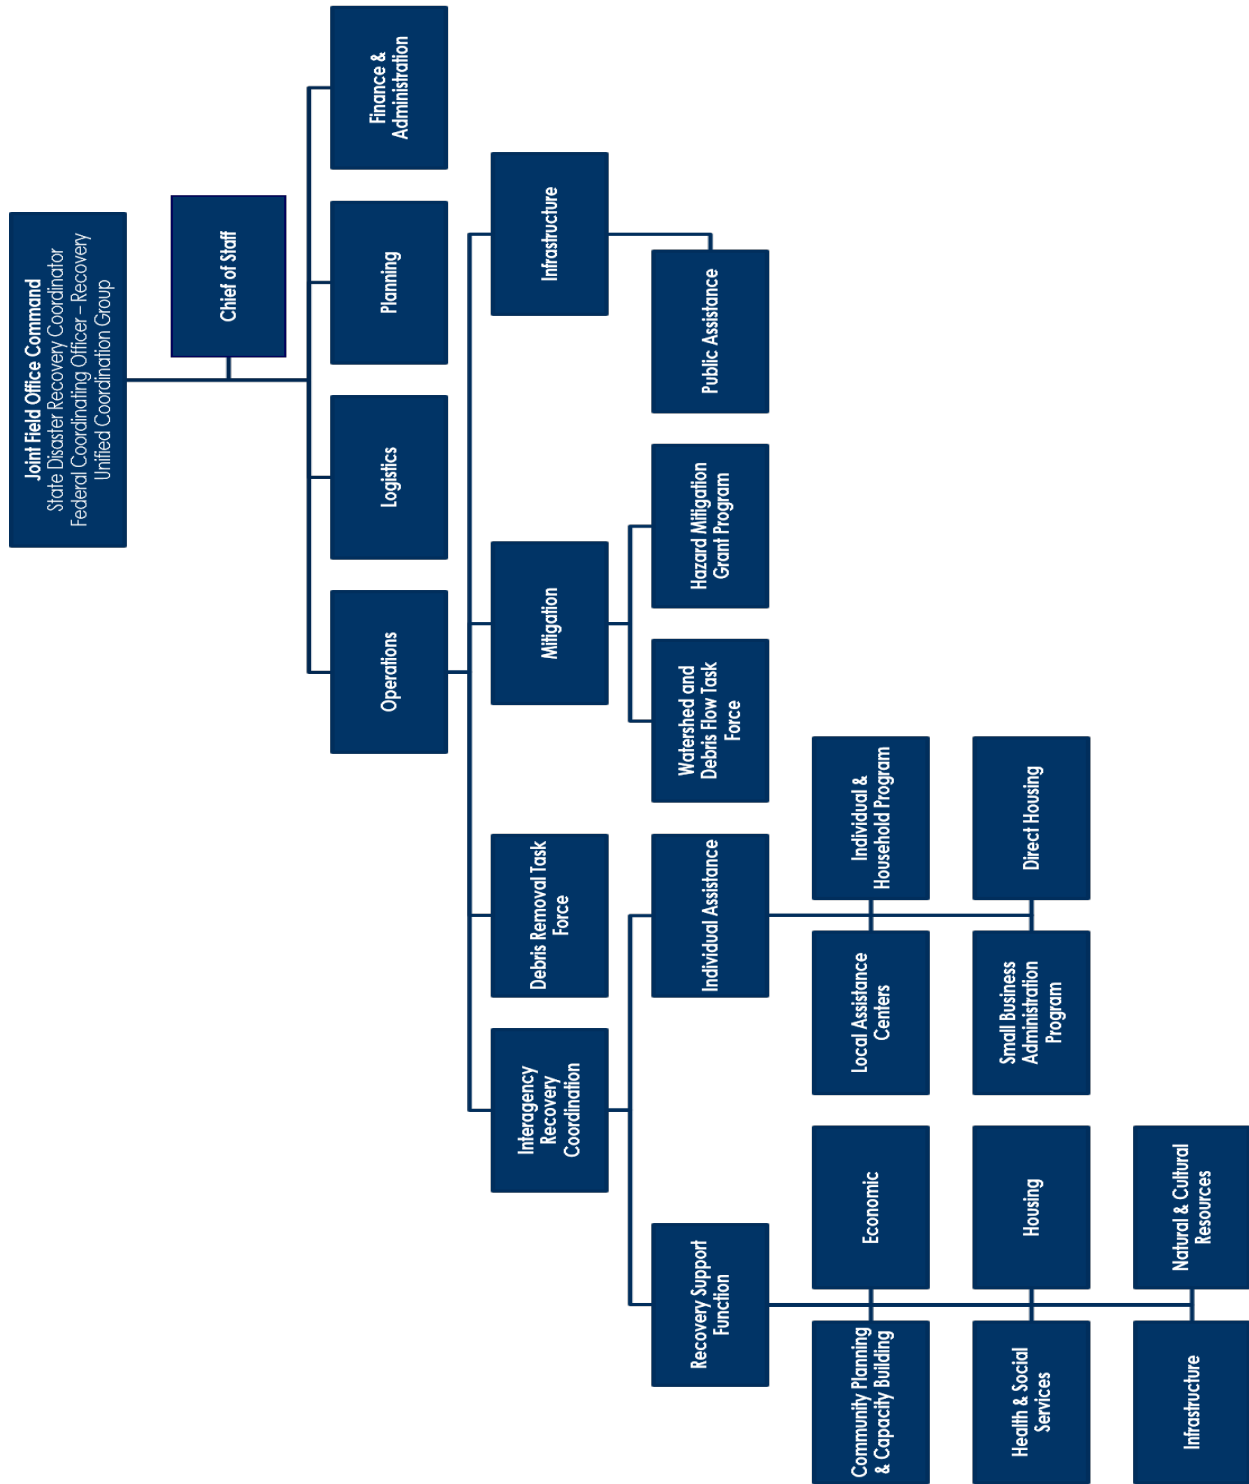 Joint Field Office Command
State Disaster Recovery Coordinator
Federal Coordinating Officer – Recovery
Unified Coordination Group
Chief of Staff
Operations
Logistics
Planning
Finance &
Administration
Interagency
Recovery
Coordination
Debris Removal Task
Force
Mitigation
Infrastructure
Recovery Support
Function
Individual Assistance
Watershed and
Debris Flow Task
Force
Hazard Mitigation
Grant Program
Public Assistance
Community Planning
& Capacity Building
Economic
Local Assistance
Centers
Individual &
Household Program
Health & Social
Services
Housing
Small Business
Administration
Program
Direct Housing
Infrastructure
Natural & Cultural
Resources